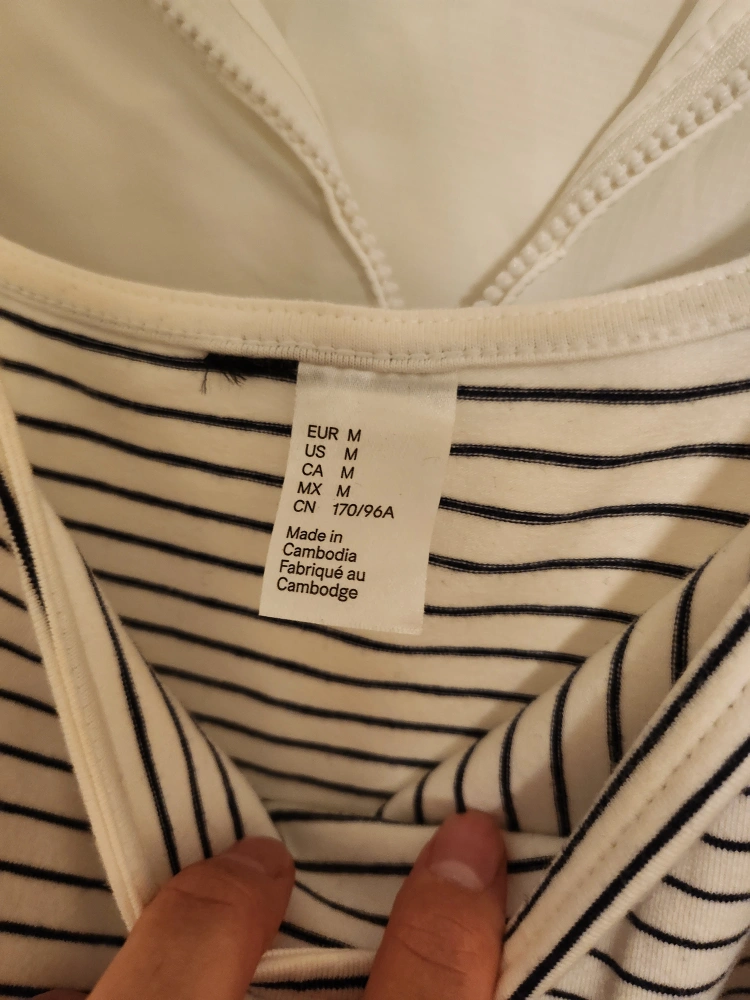 EUR M
US M
CA M
MX M
CN 170/96A
Made in
Cambodia
Fabriqué au
Cambodge